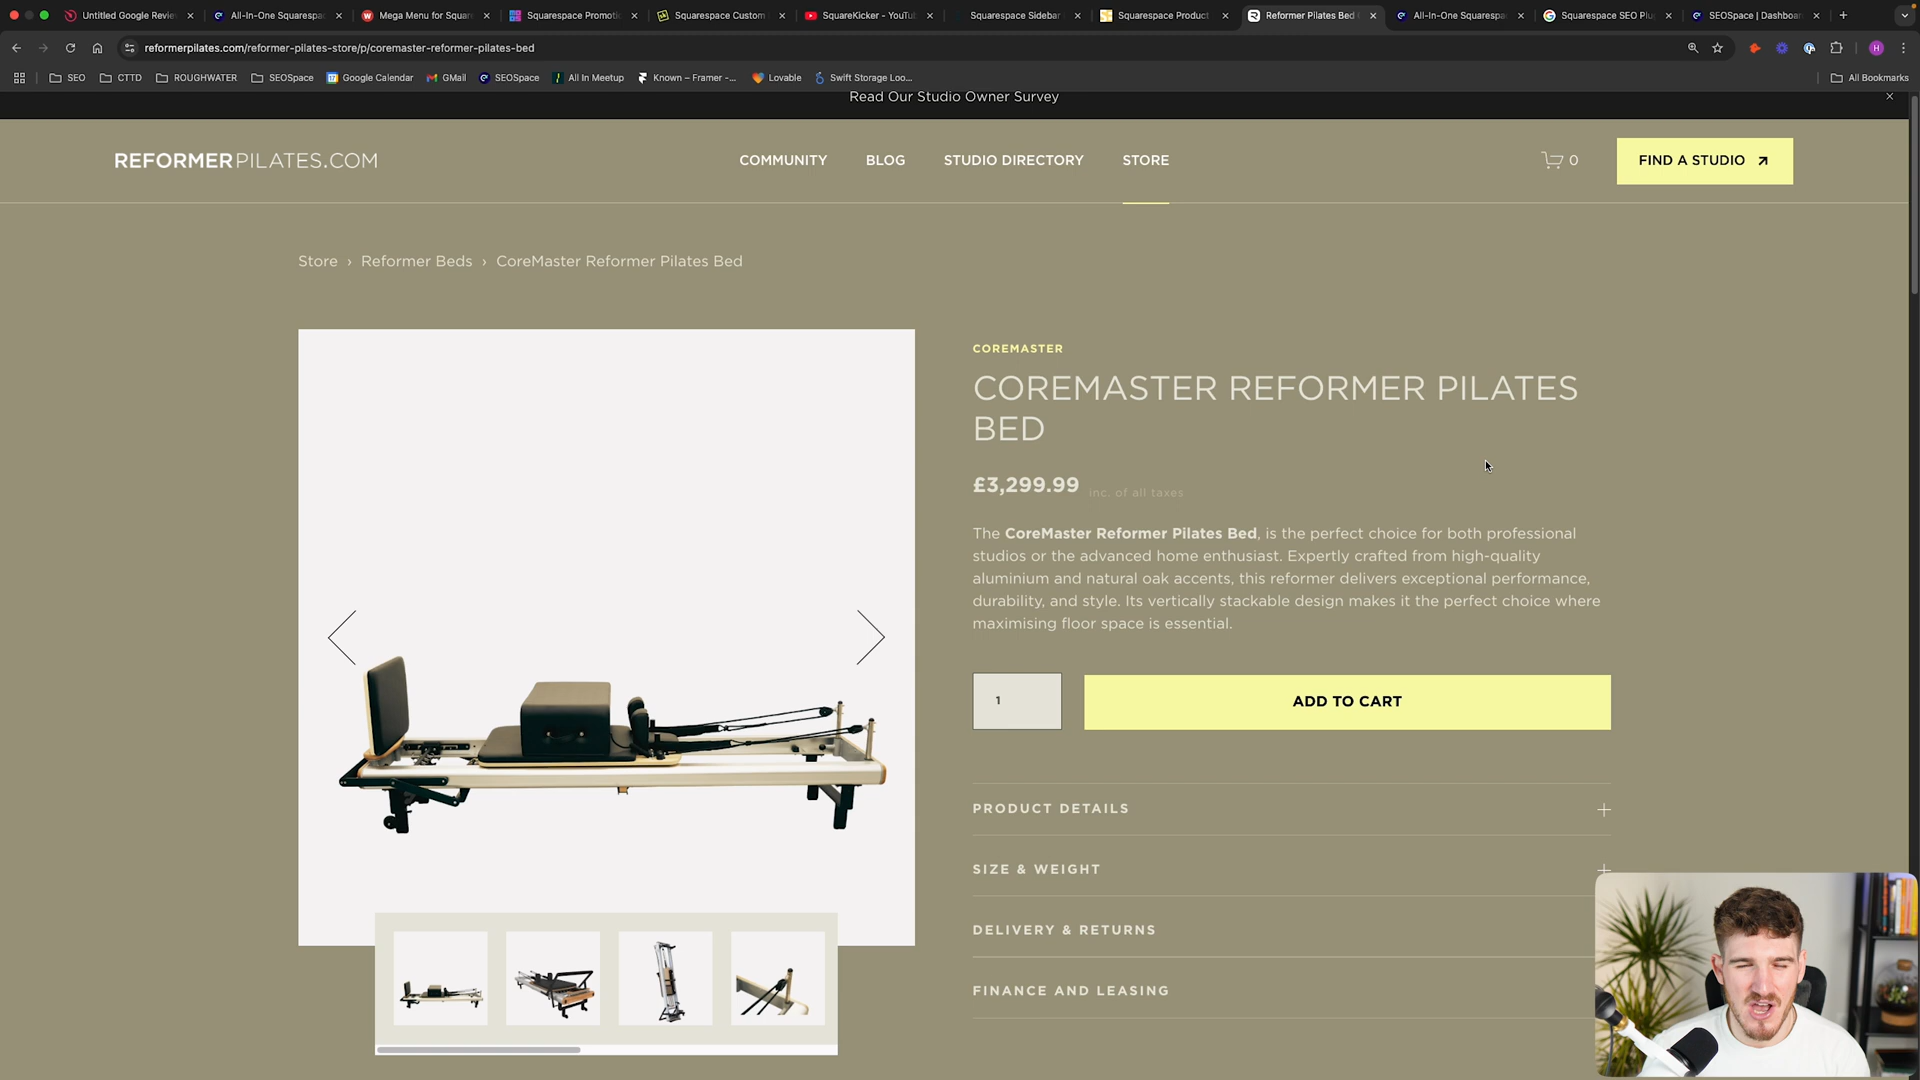 Untitled Google Revie
All-In-One Squarespac
Mega Menu for Square
Squarespace Promotic
Squarespace Custom
SquareKicker - YouTu
Squarespace Sidebar
Squarespace Product
Reformer Pilates Bed
All-In-One Squarespa
Squarespace SEO Plu
SEOSpace | Dashboar
reformerpilates.com/reformer-pilates-store/p/coremaster-reformer-pilates-bed
H
SEO
CTTD
ROUGHWATER
SEOSpace
Google Calendar
GMail
SEOSpace
All In Meetup
Known – Framer -...
Lovable
Swift Storage Loo...
All Bookmarks
Read Our Studio Owner Survey
REFORMERPILATES.COM
COMMUNITY
BLOG
STUDIO DIRECTORY
STORE
0
FIND A STUDIO
Store › Reformer Beds › CoreMaster Reformer Pilates Bed
COREMASTER
COREMASTER REFORMER PILATES
BED
£3,299.99 inc. of all taxes
The CoreMaster Reformer Pilates Bed, is the perfect choice for both professional
studios or the advanced home enthusiast. Expertly crafted from high-quality
aluminium and natural oak accents, this reformer delivers exceptional performance,
durability, and style. Its vertically stackable design makes it the perfect choice where
maximising floor space is essential.
1
ADD TO CART
PRODUCT DETAILS
SIZE & WEIGHT
DELIVERY & RETURNS
FINANCE AND LEASING